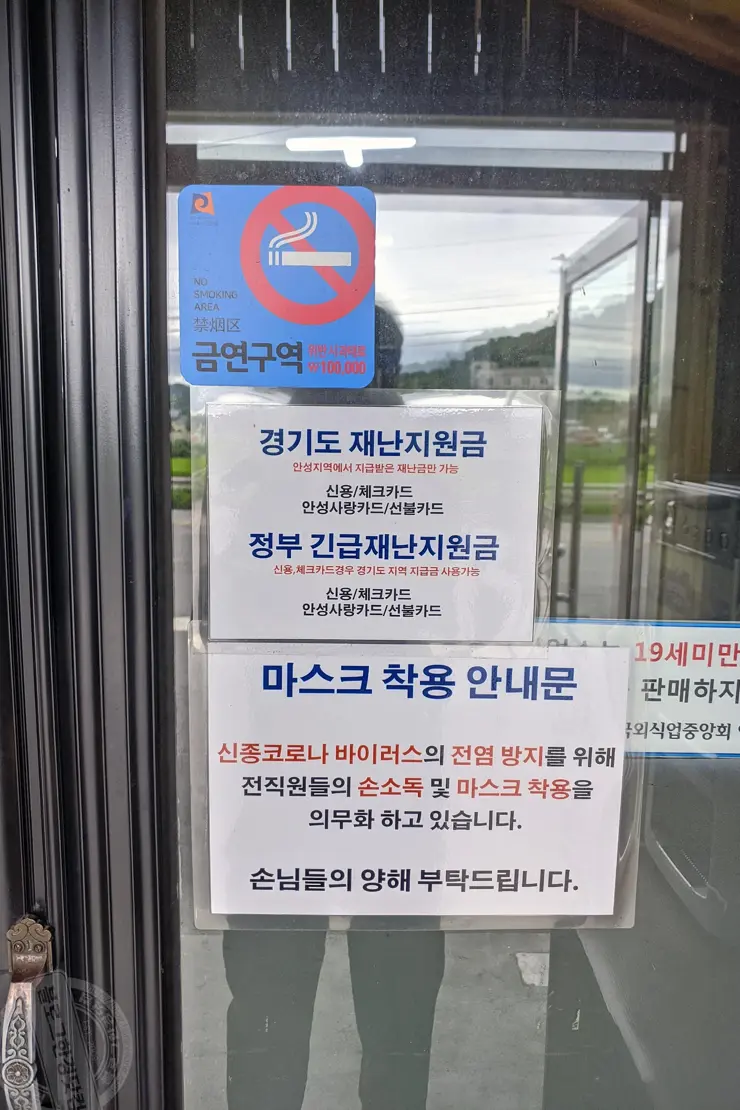 NO
SMOKING
AREA
禁烟区
금연구역
₩100,000
경기도 재난지원금
안성지역에서 지급받은 재난금만 가능
신용/체크카드
안성사랑카드/선불카드
정부 긴급재난지원금
신용,체크카드경우 경기도 지역 지급금 사용가능
신용/체크카드
안성사랑카드/선불카드
19세미만
판매하지
외식업중앙회
마스크 착용 안내문
신종코로나 바이러스의 전염 방지를 위해
전직원들의 손소독 및 마스크 착용을
의무화 하고 있습니다.
손님들의 양해 부탁드립니다.